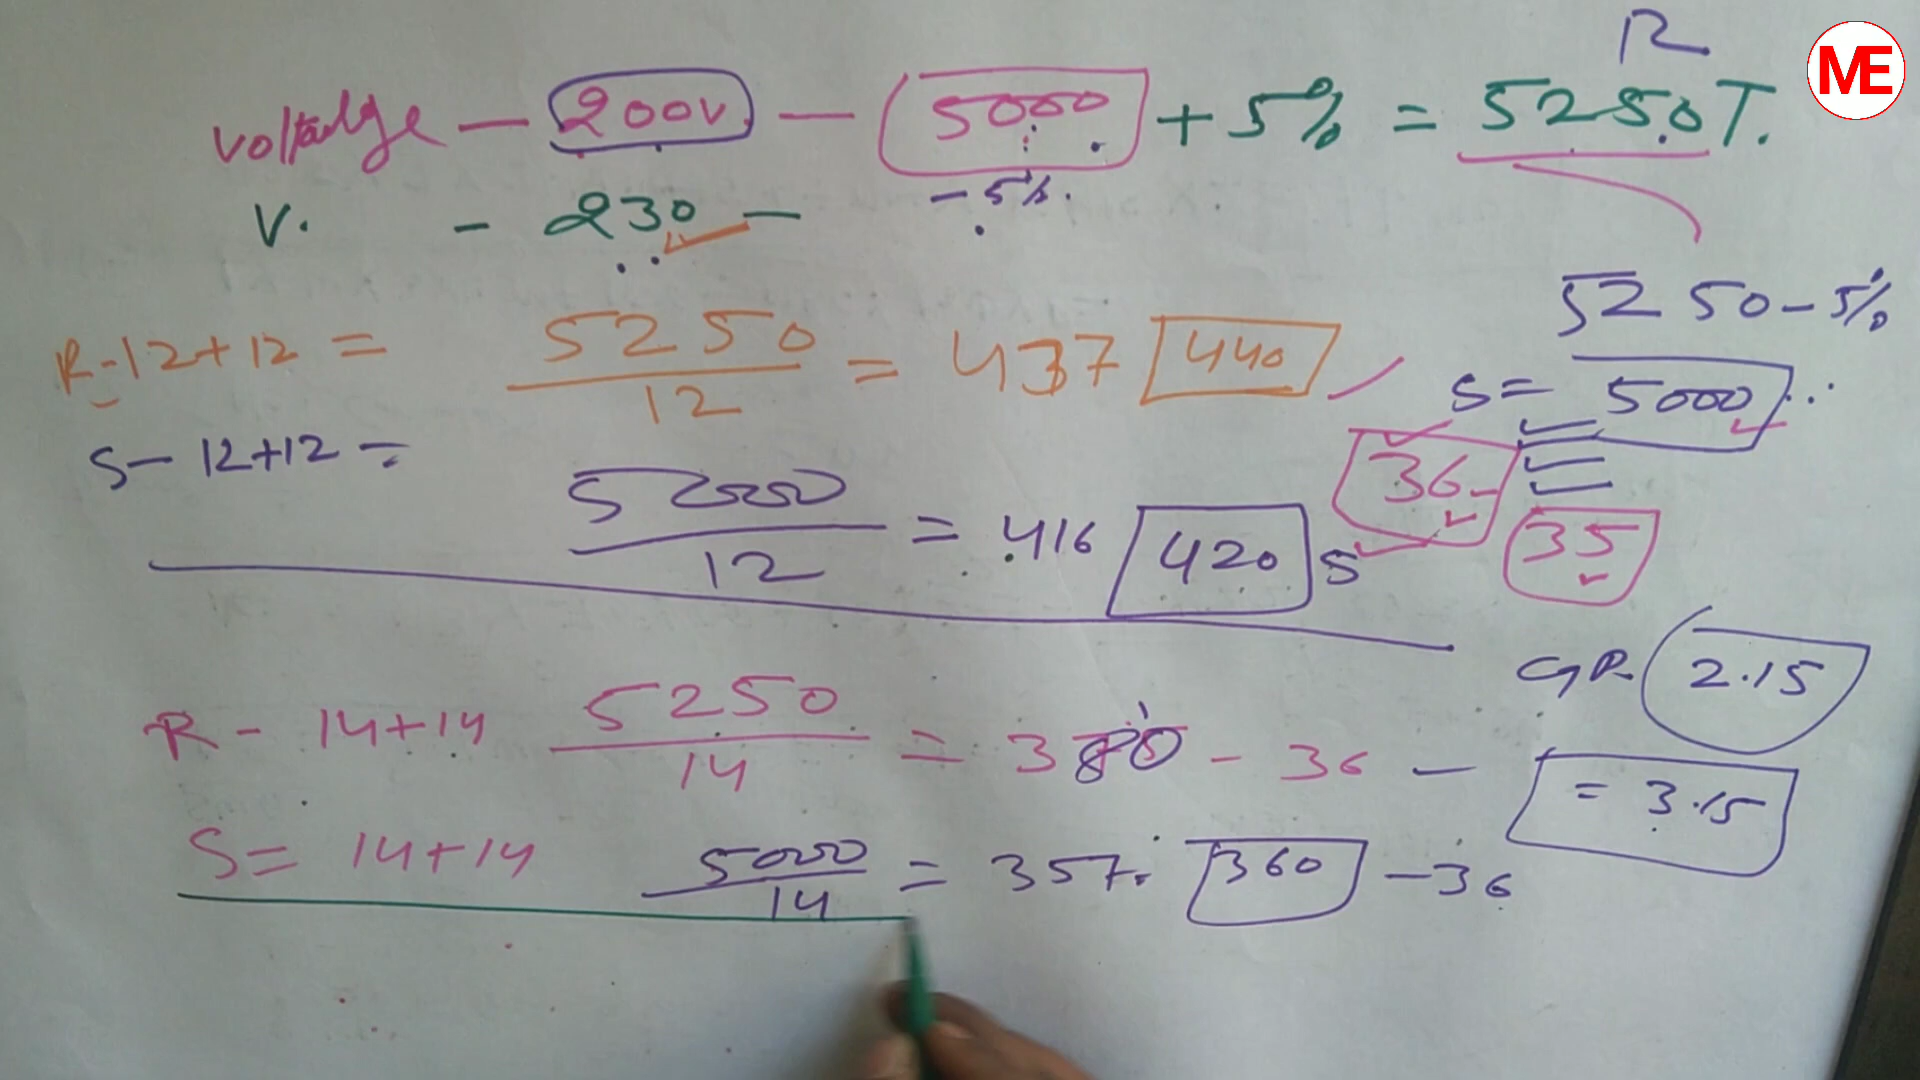 ME
R
voltalge - 200V - 5000 + 5% = 5250T.
V. - 230 - - 5%.
5250 - 5%
R - 12 + 12 = 5250/12 = 437 440
S = 5000
S - 12 + 12 = 5000/12 = 416 420 S
36 -
35
GR 2.15
R - 14 + 14 5250/14 = 380 - 36 -
= 3.15
S = 14 + 14 5000/14 = 357. 360 - 36